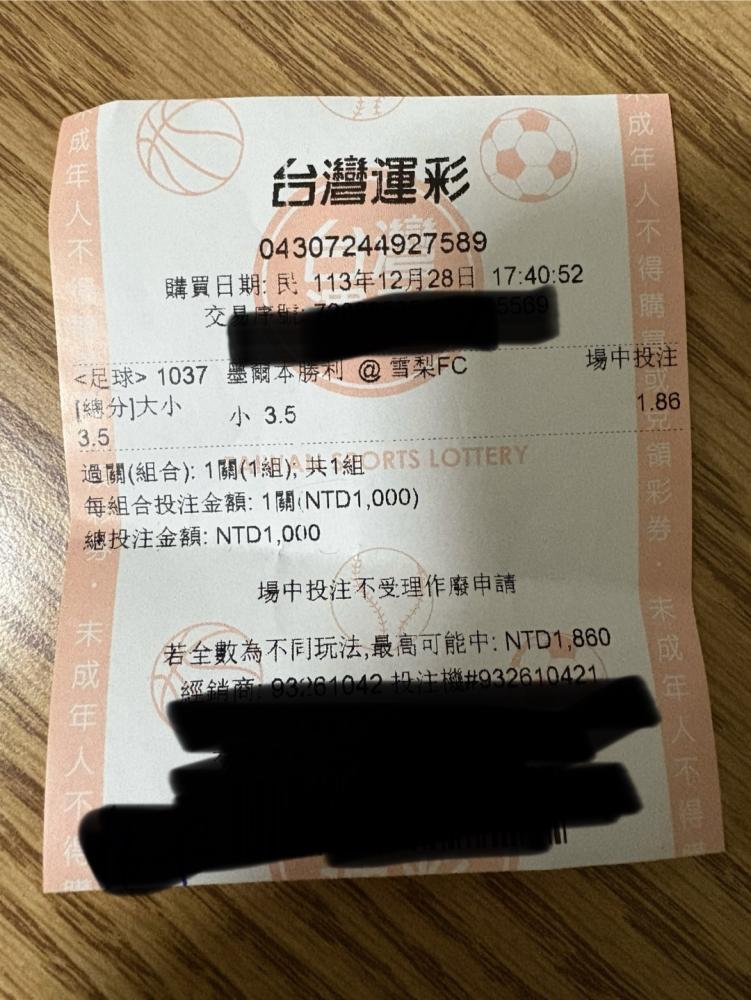 台灣運彩
04307244927589
購買日期: 民 113年12月28日 17:40:52
交易序號:
<足球> 1037 墨爾本勝利 @ 雪梨FC 場中投注
[總分]大小 小 3.5 1.86
3.5
TAIWAN SPORTS LOTTERY
過關(組合): 1關(1組), 共1組
每組合投注金額: 1關(NTD1,000)
總投注金額: NTD1,000
場中投注不受理作廢申請
若全數為不同玩法,最高可能中: NTD1,860
經銷商: 93261042 投注機#932610421
未成年人不得購買或兌領彩券